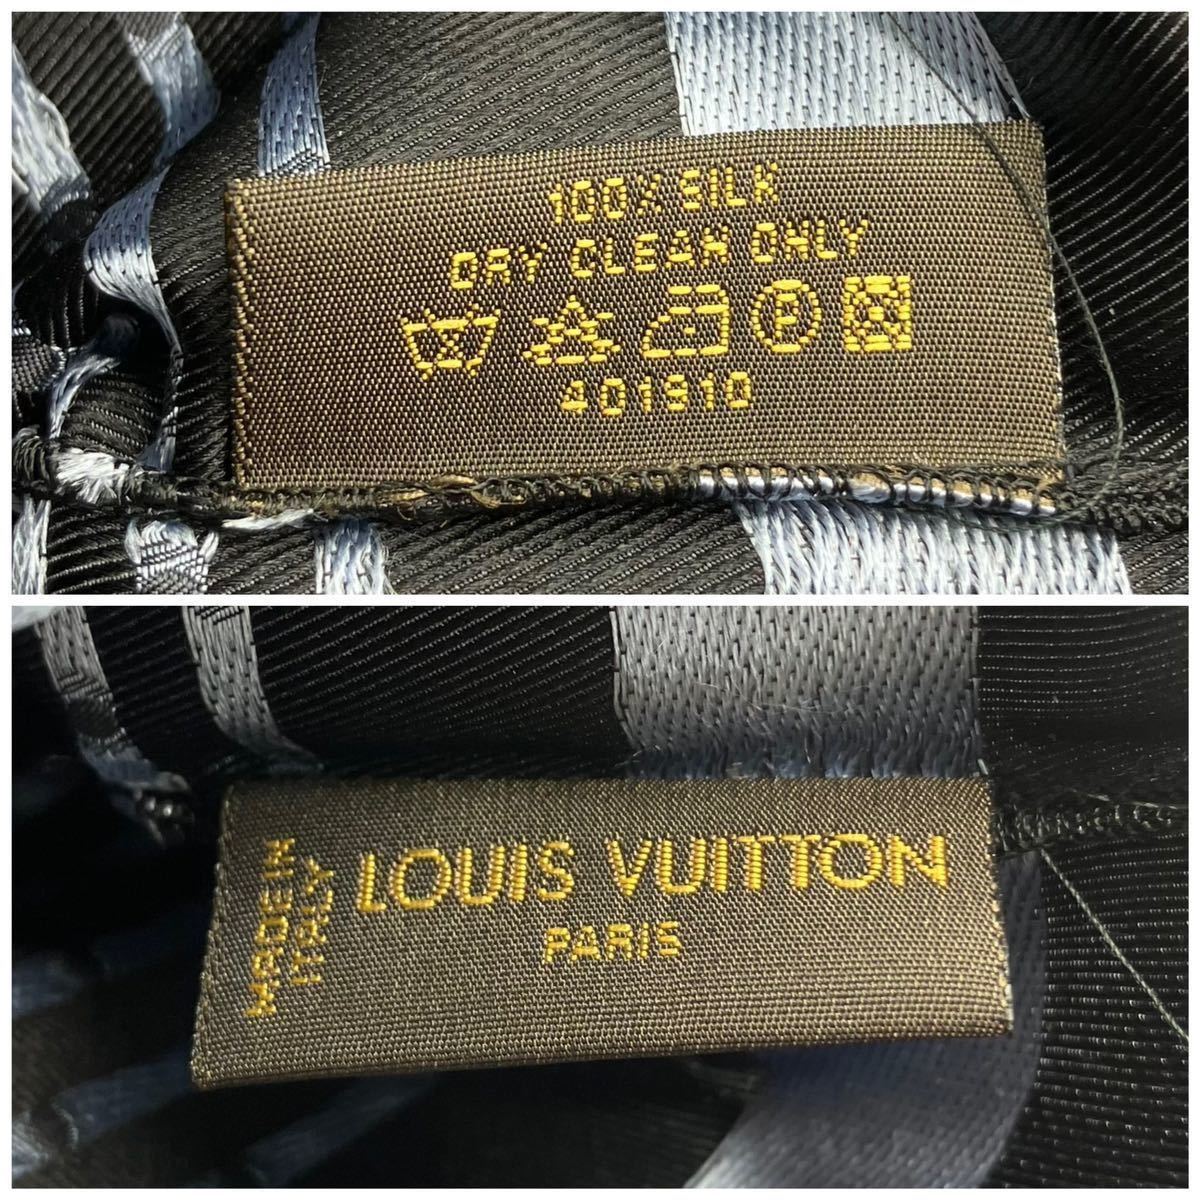 100% SILK
DRY CLEAN ONLY
P
401910
MADE IN
ITALY
LOUIS VUITTON
PARIS